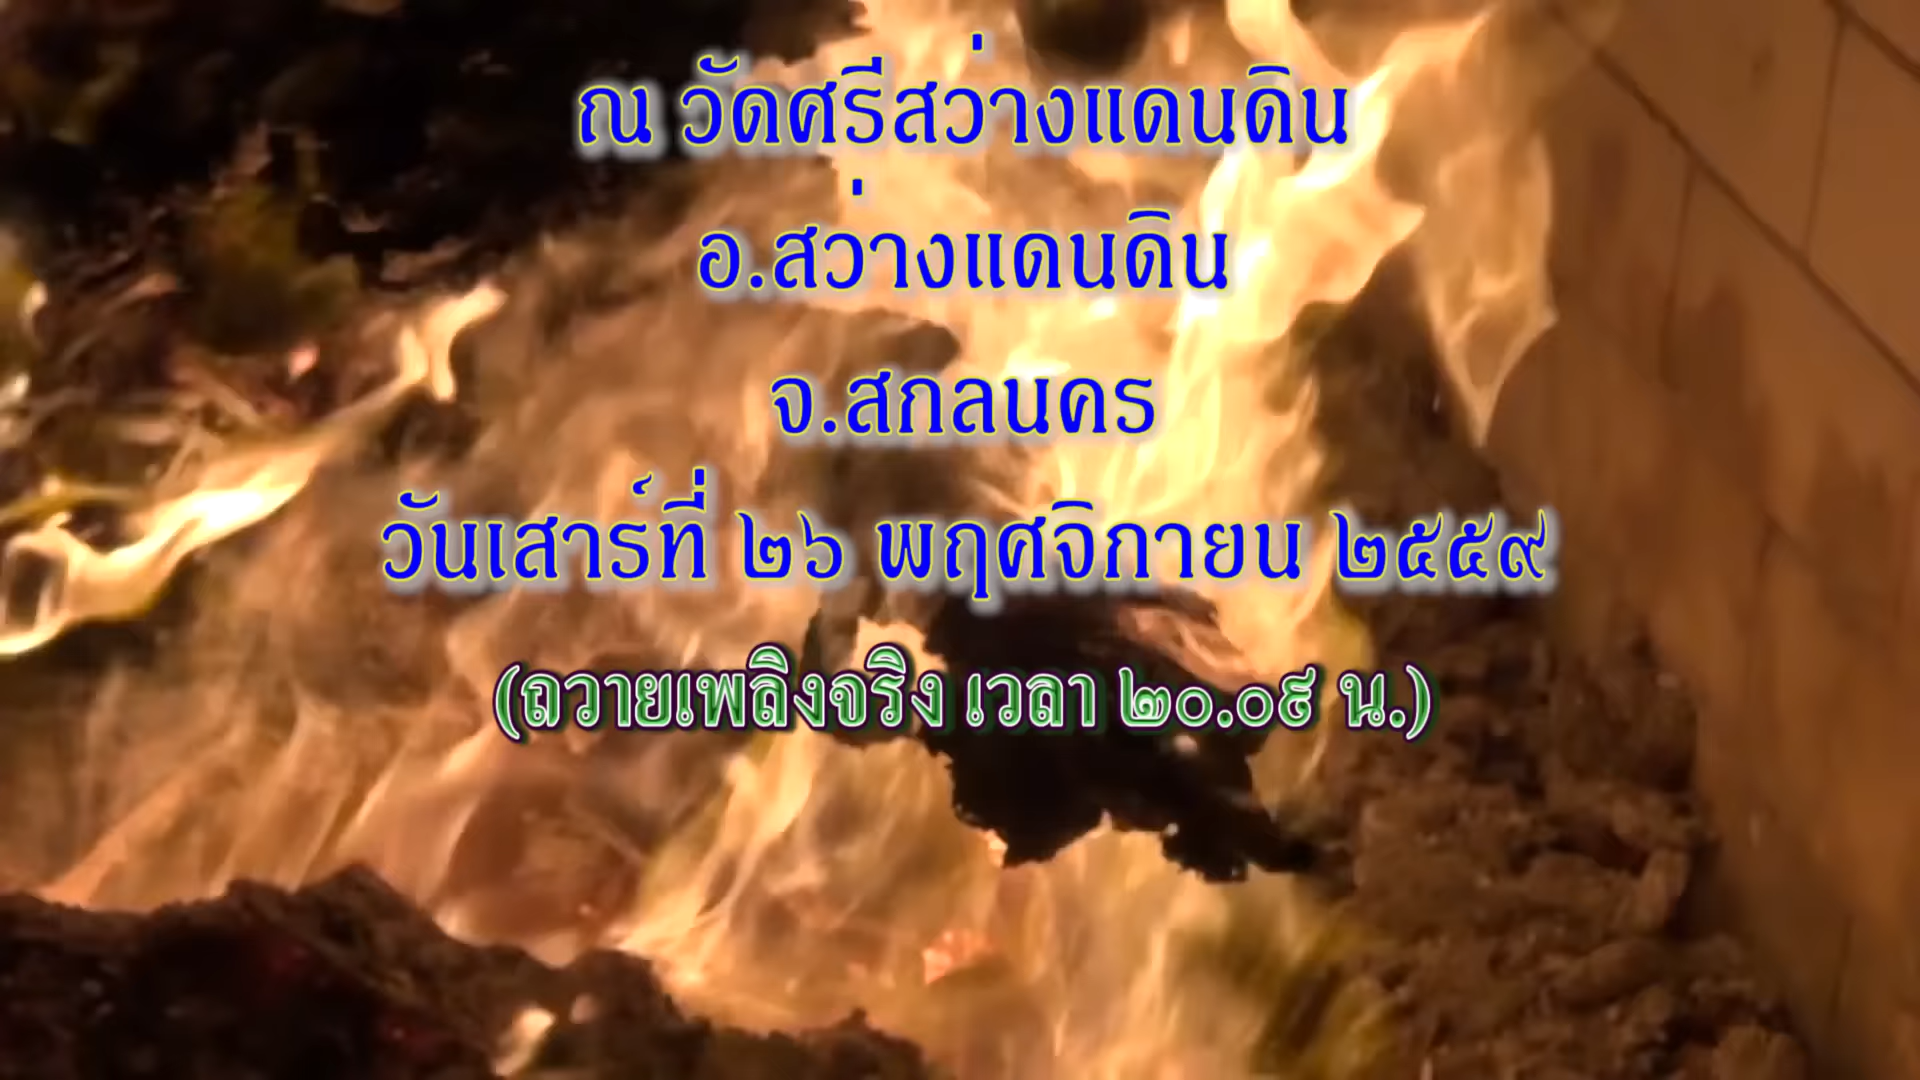 ณ วัดศรีสว่างแดนดิน
อ.สว่างแดนดิน
จ.สกลนคร
วันเสาร์ที่ ๒๖ พฤศจิกายน ๒๕๕๙
(ถวายเพลิงจริง เวลา ๒๐.๐๙ น.)